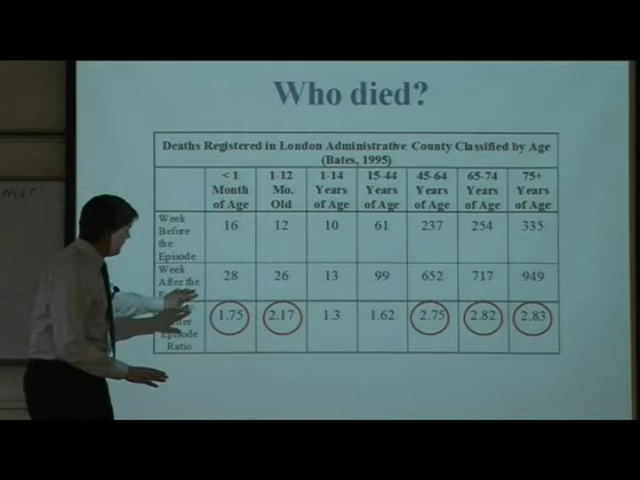 Who died?
Deaths Registered in London Administrative County Classified by Age
(Bates, 1995)
< 1 Month of Age 1-12 Mo. Old 1-14 Years of Age 15-44 Years of Age 45-64 Years of Age 65-74 Years of Age 75+ Years of Age
Week Before the Episode 16 12 10 61 237 254 335
Week After the 28 26 13 99 652 717 949
Episode Ratio 1.75 2.17 1.3 1.62 2.75 2.82 2.83